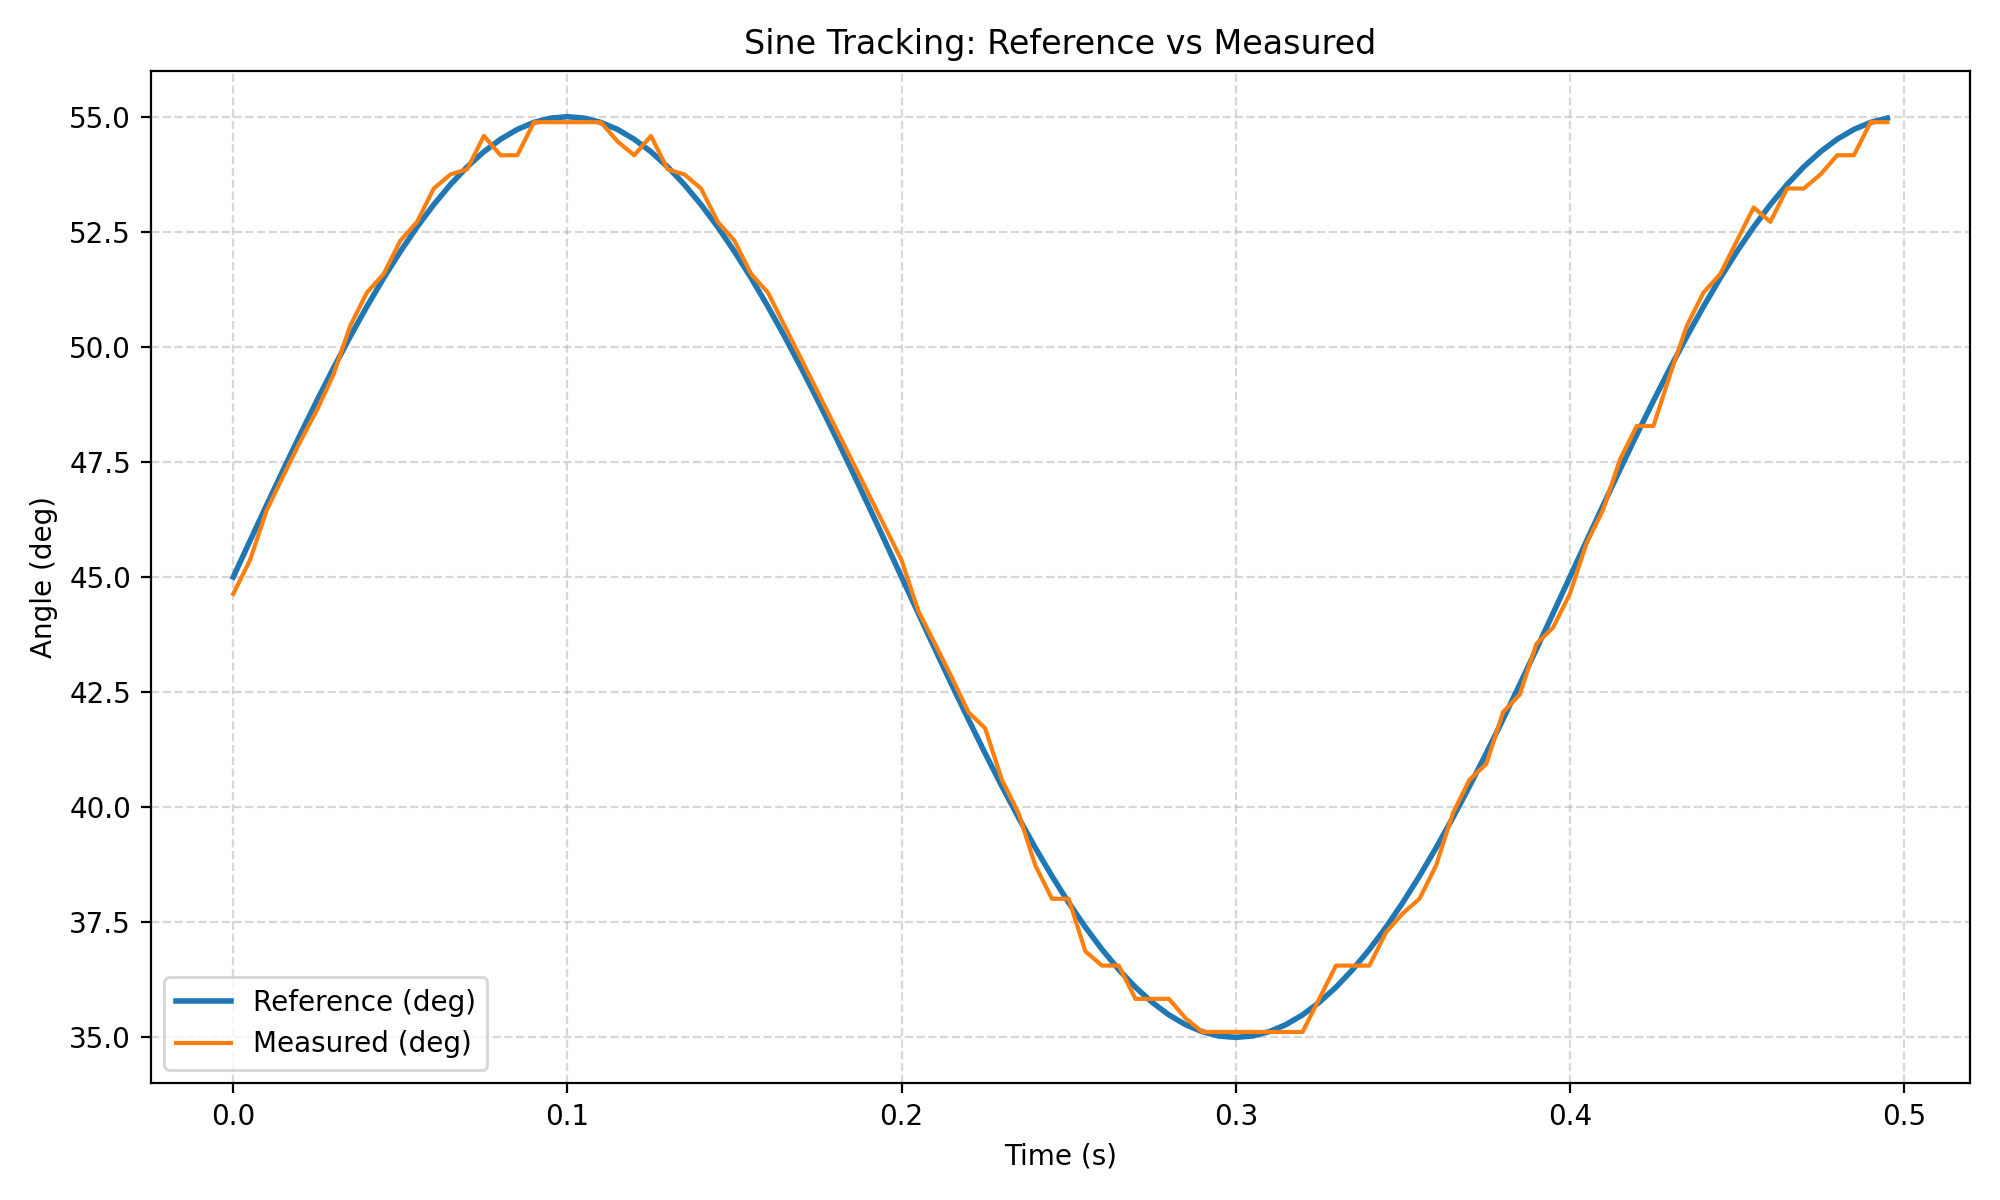 Sine Tracking: Reference vs Measured
Angle (deg)
55.0
52.5
50.0
47.5
45.0
42.5
40.0
37.5
35.0
Reference (deg)
Measured (deg)
0.0 0.1 0.2 0.3 0.4 0.5
Time (s)